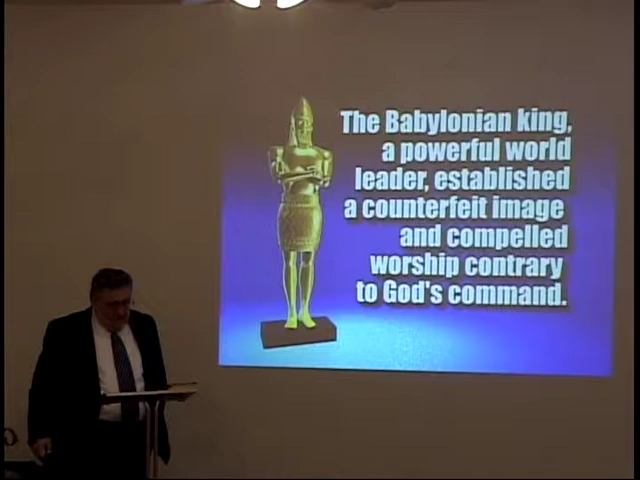 The Babylonian king,
a powerful world
leader, established
a counterfeit image
and compelled
worship contrary
to God's command.